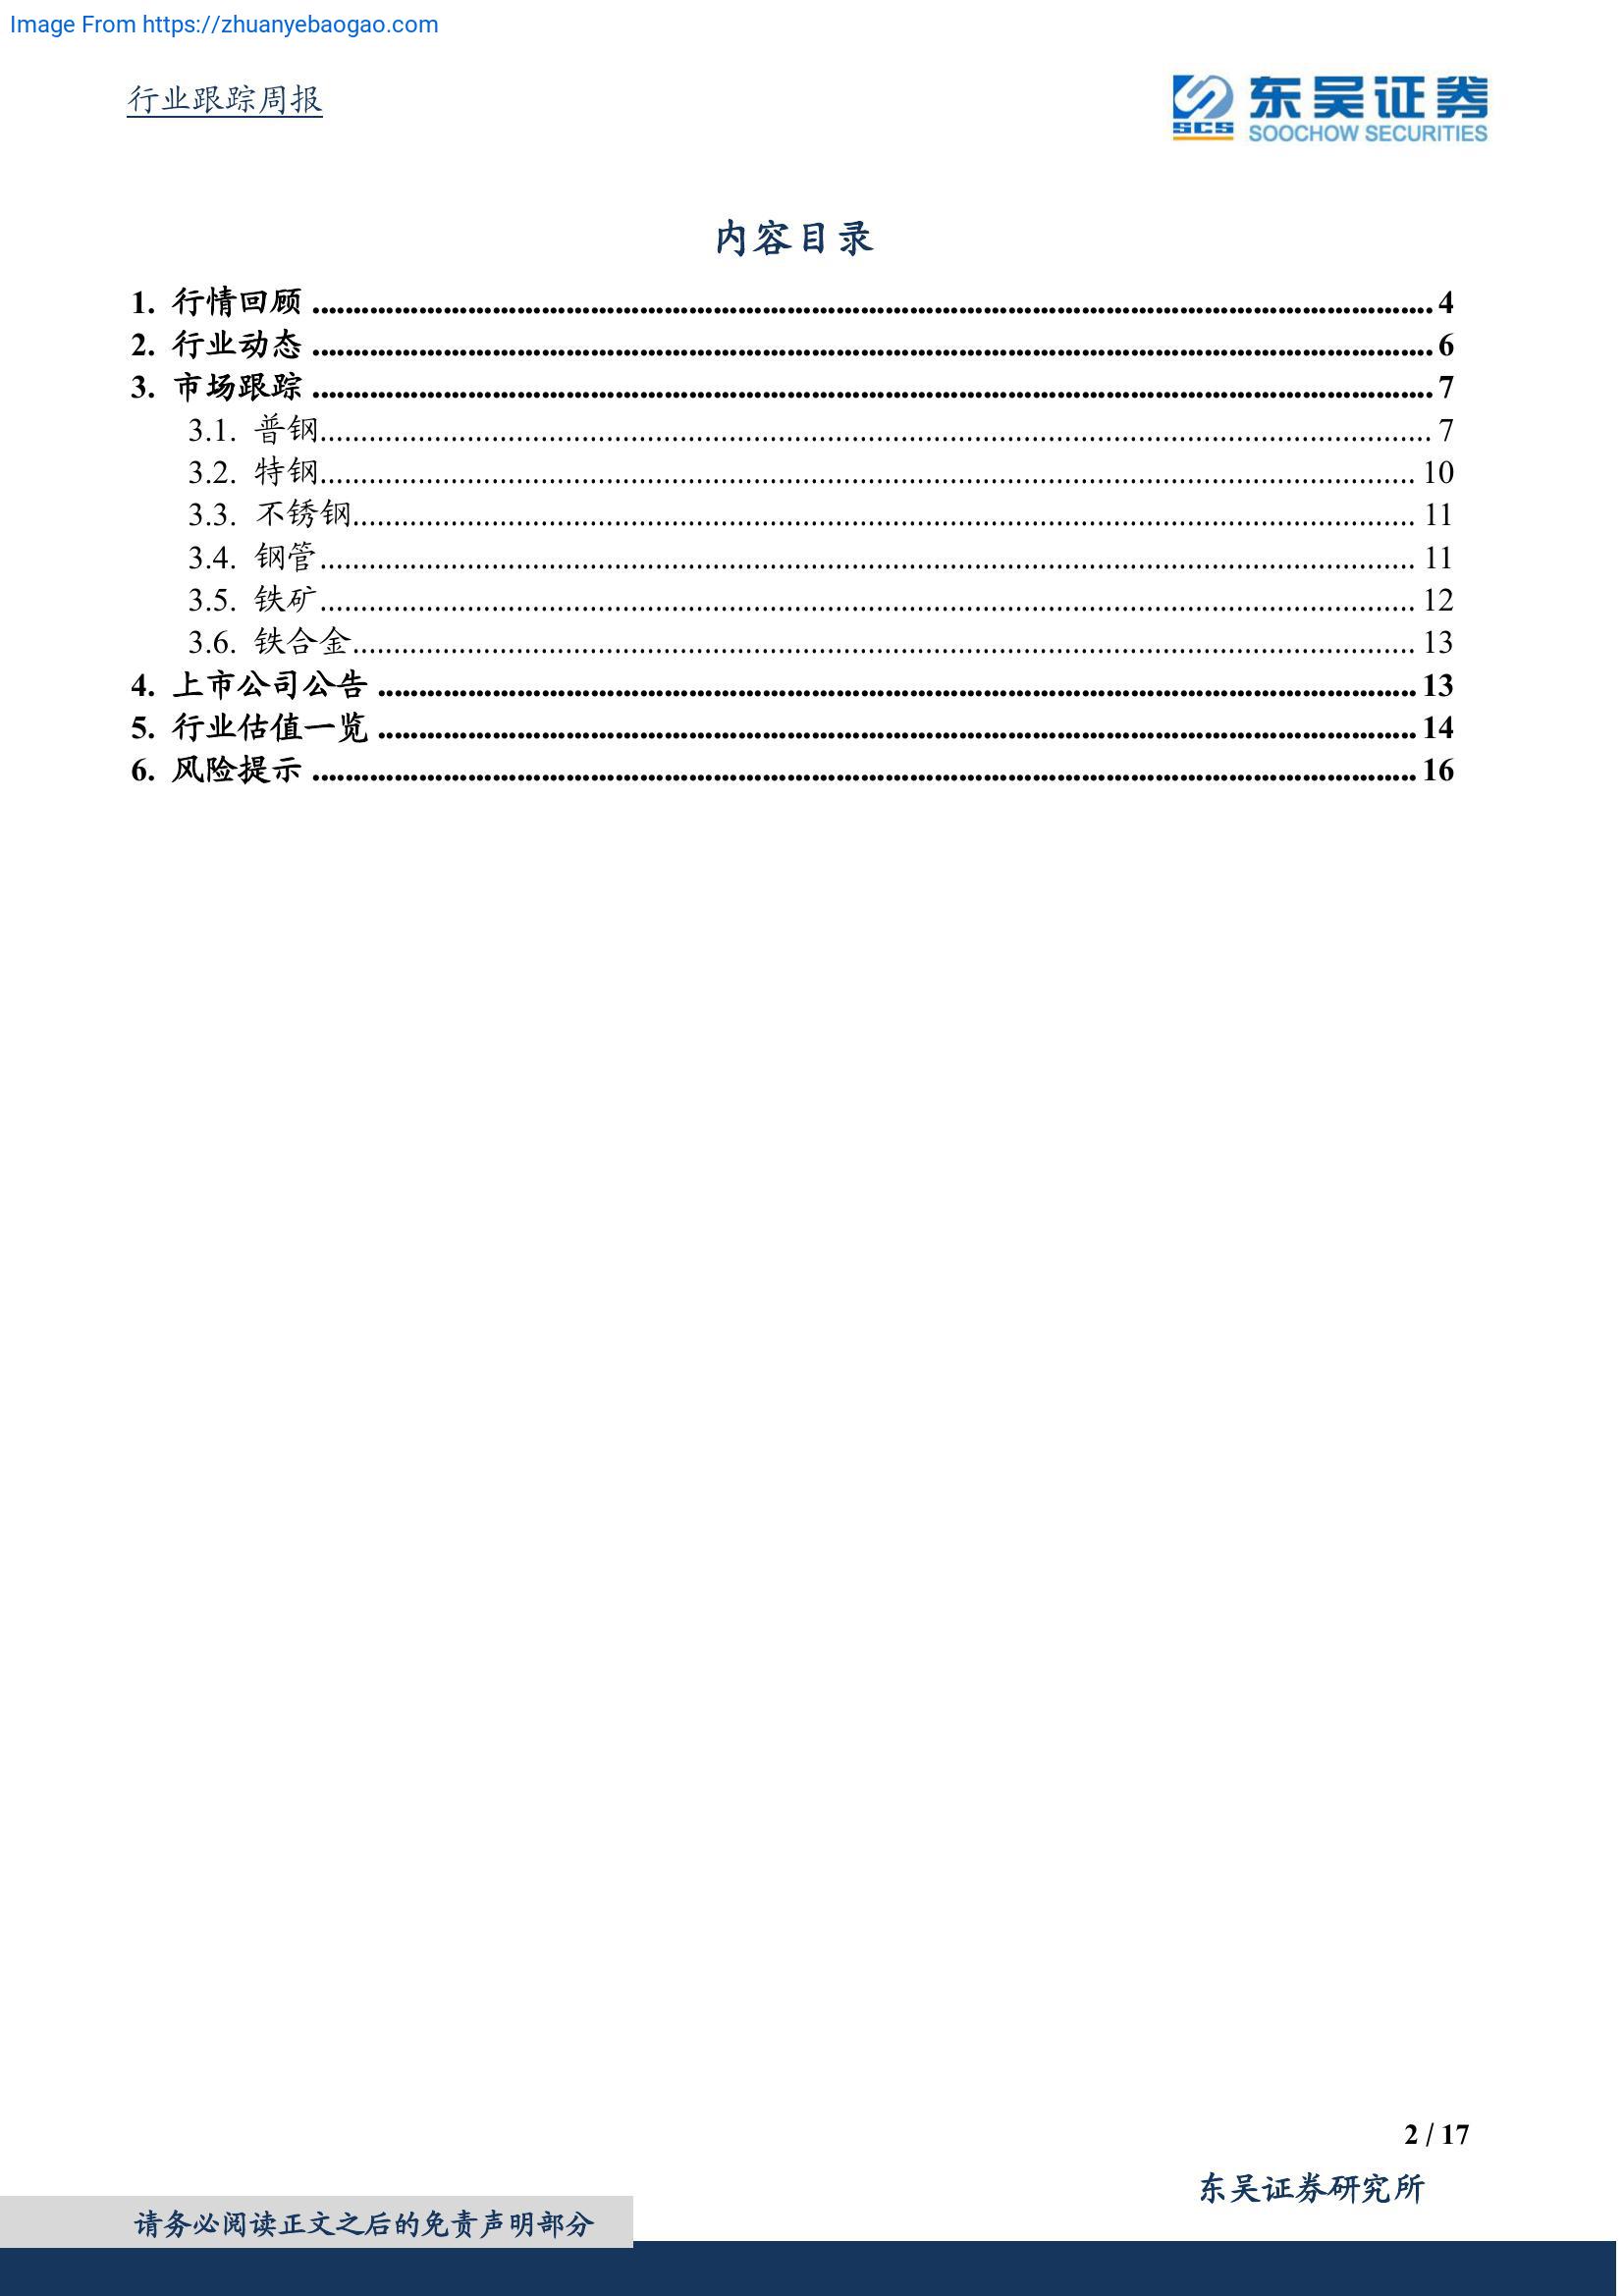 Image From https://zhuanyebaogao.com
行业跟踪周报
SCS 东吴证券
SOOCHOW SECURITIES
内容目录
1. 行情回顾 ........................................ 4
2. 行业动态 ........................................ 6
3. 市场跟踪 ........................................ 7
3.1. 普钢........................................ 7
3.2. 特钢........................................ 10
3.3. 不锈钢........................................ 11
3.4. 钢管........................................ 11
3.5. 铁矿........................................ 12
3.6. 铁合金........................................ 13
4. 上市公司公告 ........................................ 13
5. 行业估值一览 ........................................ 14
6. 风险提示 ........................................ 16
2 / 17
东吴证券研究所
请务必阅读正文之后的免责声明部分